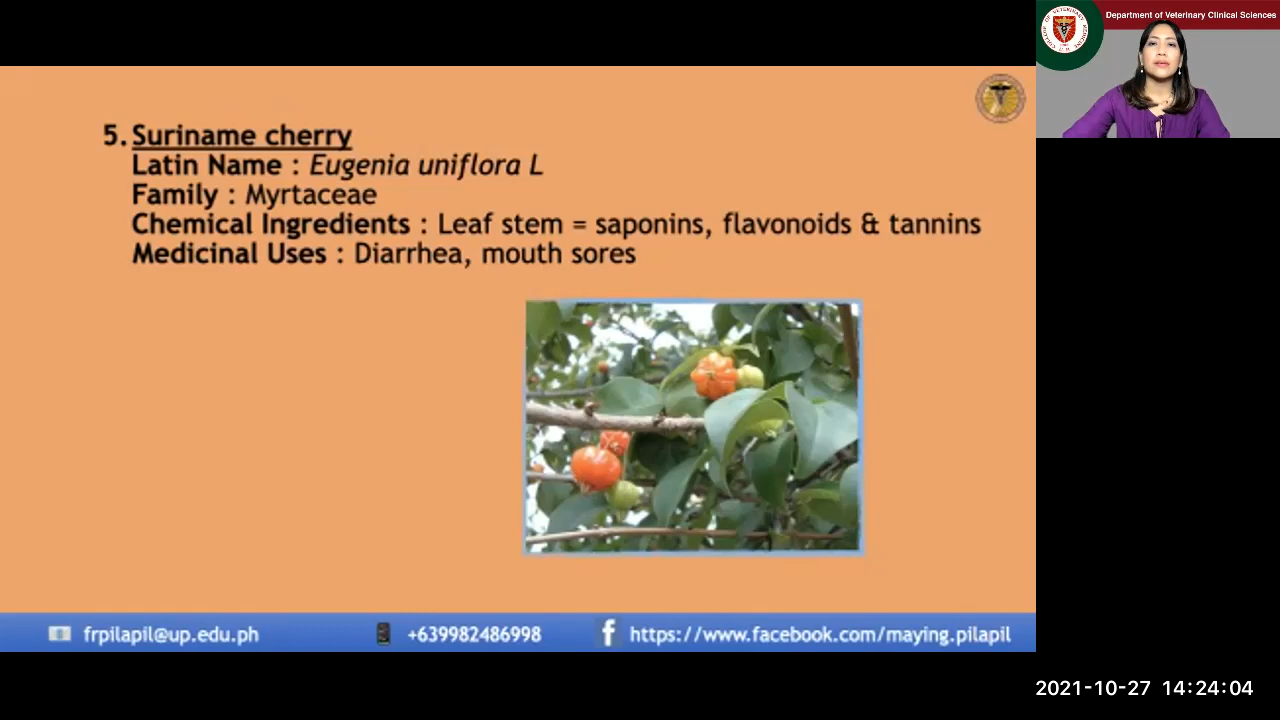 Department of Veterinary Clinical Sciences
5. Suriname cherry
Latin Name : Eugenia uniflora L
Family : Myrtaceae
Chemical Ingredients : Leaf stem = saponins, flavonoids & tannins
Medicinal Uses : Diarrhea, mouth sores
frpilapil@up.edu.ph
+639982486998
https://www.facebook.com/maying.pilapil
2021-10-27 14:24:04